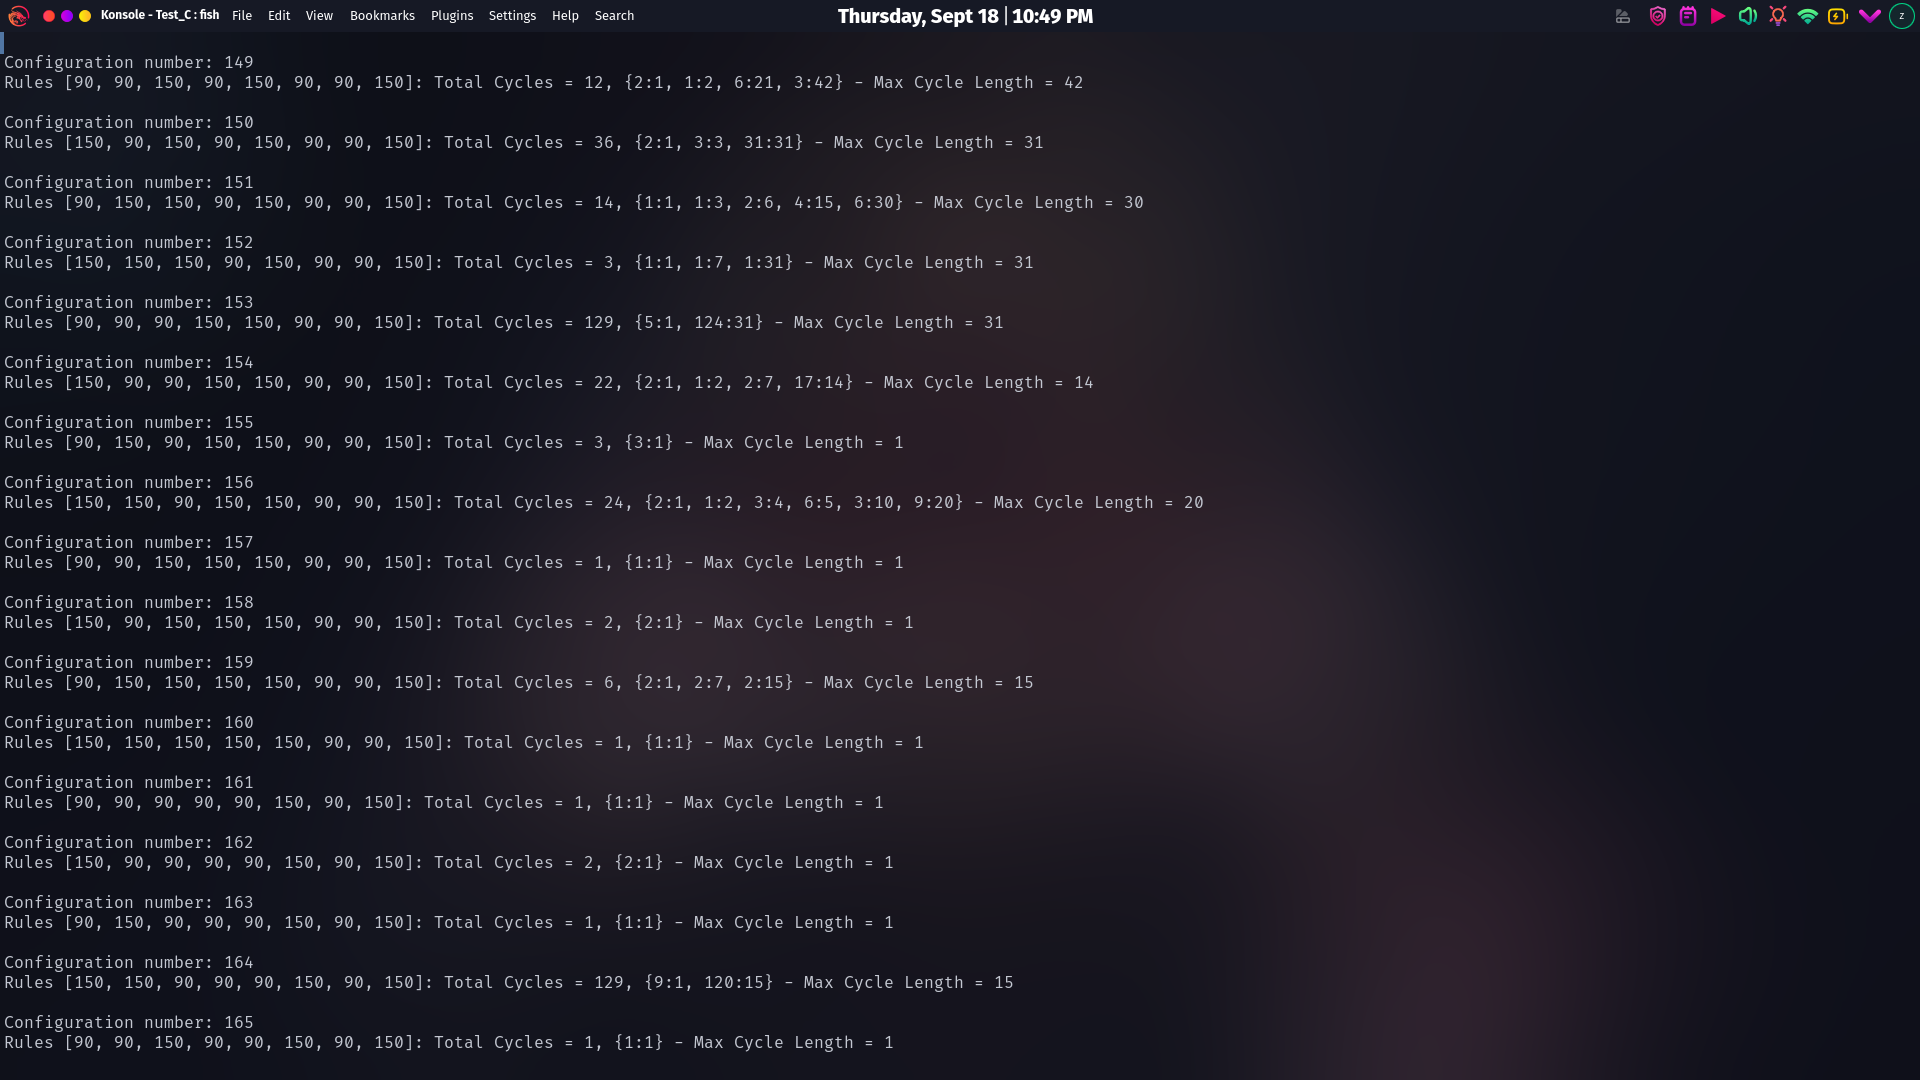 Konsole - Test_C : fish File Edit View Bookmarks Plugins Settings Help Search Thursday, Sept 18 | 10:49 PM z
Configuration number: 149
Rules [90, 90, 150, 90, 150, 90, 90, 150]: Total Cycles = 12, {2:1, 1:2, 6:21, 3:42} - Max Cycle Length = 42
Configuration number: 150
Rules [150, 90, 150, 90, 150, 90, 90, 150]: Total Cycles = 36, {2:1, 3:3, 31:31} - Max Cycle Length = 31
Configuration number: 151
Rules [90, 150, 150, 90, 150, 90, 90, 150]: Total Cycles = 14, {1:1, 1:3, 2:6, 4:15, 6:30} - Max Cycle Length = 30
Configuration number: 152
Rules [150, 150, 150, 90, 150, 90, 90, 150]: Total Cycles = 3, {1:1, 1:7, 1:31} - Max Cycle Length = 31
Configuration number: 153
Rules [90, 90, 90, 150, 150, 90, 90, 150]: Total Cycles = 129, {5:1, 124:31} - Max Cycle Length = 31
Configuration number: 154
Rules [150, 90, 90, 150, 150, 90, 90, 150]: Total Cycles = 22, {2:1, 1:2, 2:7, 17:14} - Max Cycle Length = 14
Configuration number: 155
Rules [90, 150, 90, 150, 150, 90, 90, 150]: Total Cycles = 3, {3:1} - Max Cycle Length = 1
Configuration number: 156
Rules [150, 150, 90, 150, 150, 90, 90, 150]: Total Cycles = 24, {2:1, 1:2, 3:4, 6:5, 3:10, 9:20} - Max Cycle Length = 20
Configuration number: 157
Rules [90, 90, 150, 150, 150, 90, 90, 150]: Total Cycles = 1, {1:1} - Max Cycle Length = 1
Configuration number: 158
Rules [150, 90, 150, 150, 150, 90, 90, 150]: Total Cycles = 2, {2:1} - Max Cycle Length = 1
Configuration number: 159
Rules [90, 150, 150, 150, 150, 90, 90, 150]: Total Cycles = 6, {2:1, 2:7, 2:15} - Max Cycle Length = 15
Configuration number: 160
Rules [150, 150, 150, 150, 150, 90, 90, 150]: Total Cycles = 1, {1:1} - Max Cycle Length = 1
Configuration number: 161
Rules [90, 90, 90, 90, 90, 150, 90, 150]: Total Cycles = 1, {1:1} - Max Cycle Length = 1
Configuration number: 162
Rules [150, 90, 90, 90, 90, 150, 90, 150]: Total Cycles = 2, {2:1} - Max Cycle Length = 1
Configuration number: 163
Rules [90, 150, 90, 90, 90, 150, 90, 150]: Total Cycles = 1, {1:1} - Max Cycle Length = 1
Configuration number: 164
Rules [150, 150, 90, 90, 90, 150, 90, 150]: Total Cycles = 129, {9:1, 120:15} - Max Cycle Length = 15
Configuration number: 165
Rules [90, 90, 150, 90, 90, 150, 90, 150]: Total Cycles = 1, {1:1} - Max Cycle Length = 1